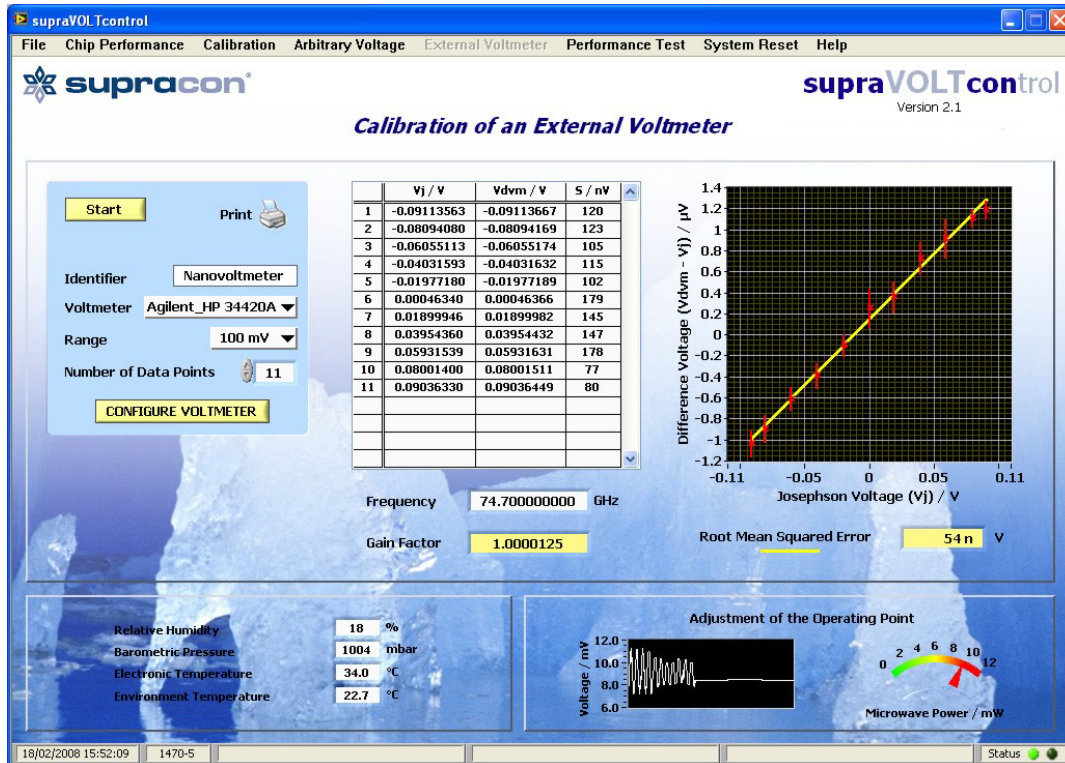 supraVOLTcontrol
File Chip Performance Calibration Arbitrary Voltage External Voltmeter Performance Test System Reset Help
supracon®
supraVOLTcontrol
Version 2.1
Calibration of an External Voltmeter
Start
Print
Identifier Nanovoltmeter
Voltmeter Agilent_HP 34420A
Range 100 mV
Number of Data Points 11
CONFIGURE VOLTMETER
Vj / V Vdvm / V S / nV
1 -0.09113563 -0.09113667 120
2 -0.08094080 -0.08094169 123
3 -0.06055113 -0.06055174 105
4 -0.04031593 -0.04031632 115
5 -0.01977180 -0.01977189 102
6 0.00046340 0.00046366 179
7 0.01899946 0.01899982 145
8 0.03954360 0.03954432 147
9 0.05931539 0.05931631 178
10 0.08001400 0.08001511 77
11 0.09036330 0.09036449 80
Frequency 74.700000000 GHz
Gain Factor 1.0000125
Difference Voltage (Vdvm - Vj) / µV
1.4
1.2
1
0.8
0.6
0.4
0.2
0
-0.2
-0.4
-0.6
-0.8
-1
-1.2
-0.11 -0.05 0 0.05 0.11
Josephson Voltage (Vj) / V
Root Mean Squared Error 54 n V
Relative Humidity 18 %
Barometric Pressure 1004 mbar
Electronic Temperature 34.0 °C
Environment Temperature 22.7 °C
Adjustment of the Operating Point
Voltage / mV
12.0
10.0
8.0
6.0
0 2 4 6 8 10 12
Microwave Power / mW
18/02/2008 15:52:09 1470-5 Status